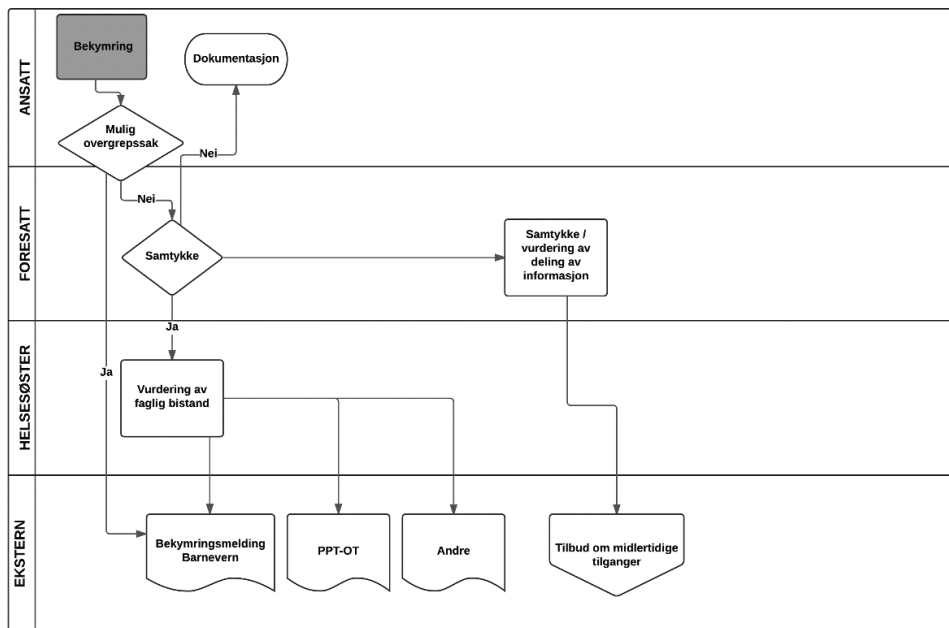 ANSATT
Bekymring
Dokumentasjon
Mulig
overgrepssak
Nei
Nei
FORESATT
Samtykke
Samtykke /
vurdering av
deling av
informasjon
Ja
HELSESØSTER
Ja
Vurdering av
faglig bistand
EKSTERN
Bekymringsmelding
Barnevern
PPT-OT
Andre
Tilbud om midlertidige
tilganger